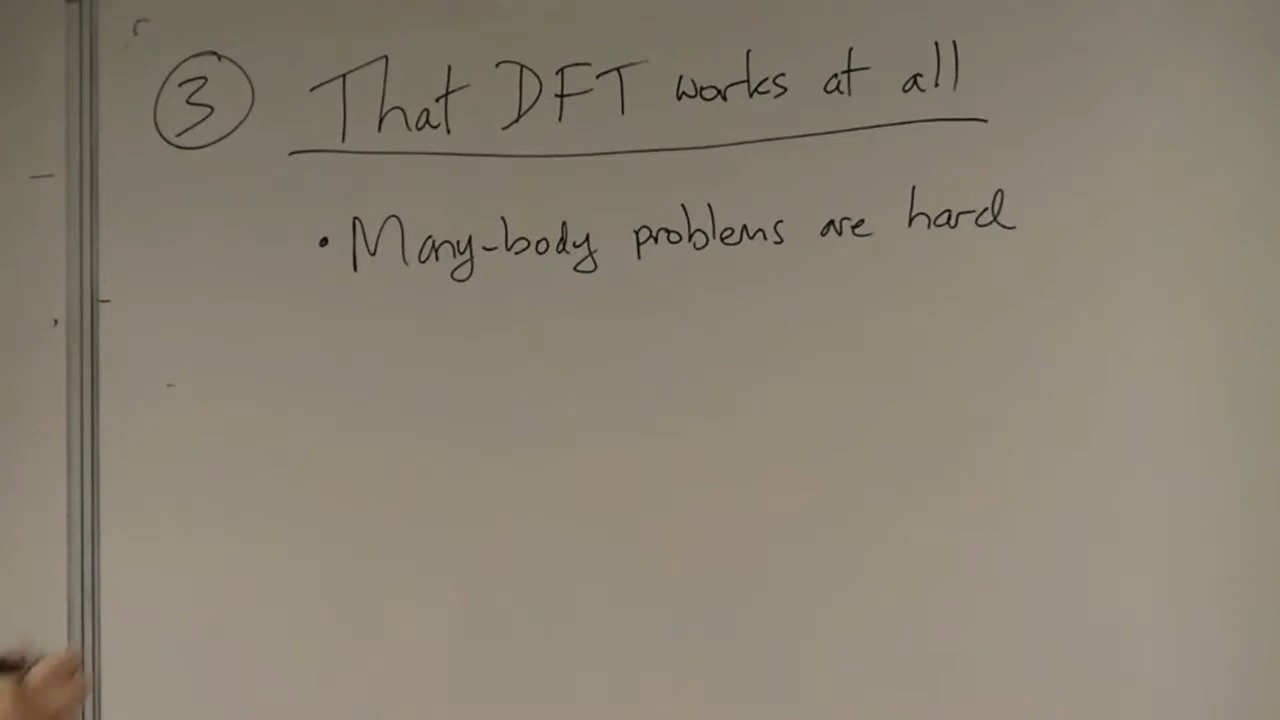 ③ That DFT works at all
• Many-body problems are hard